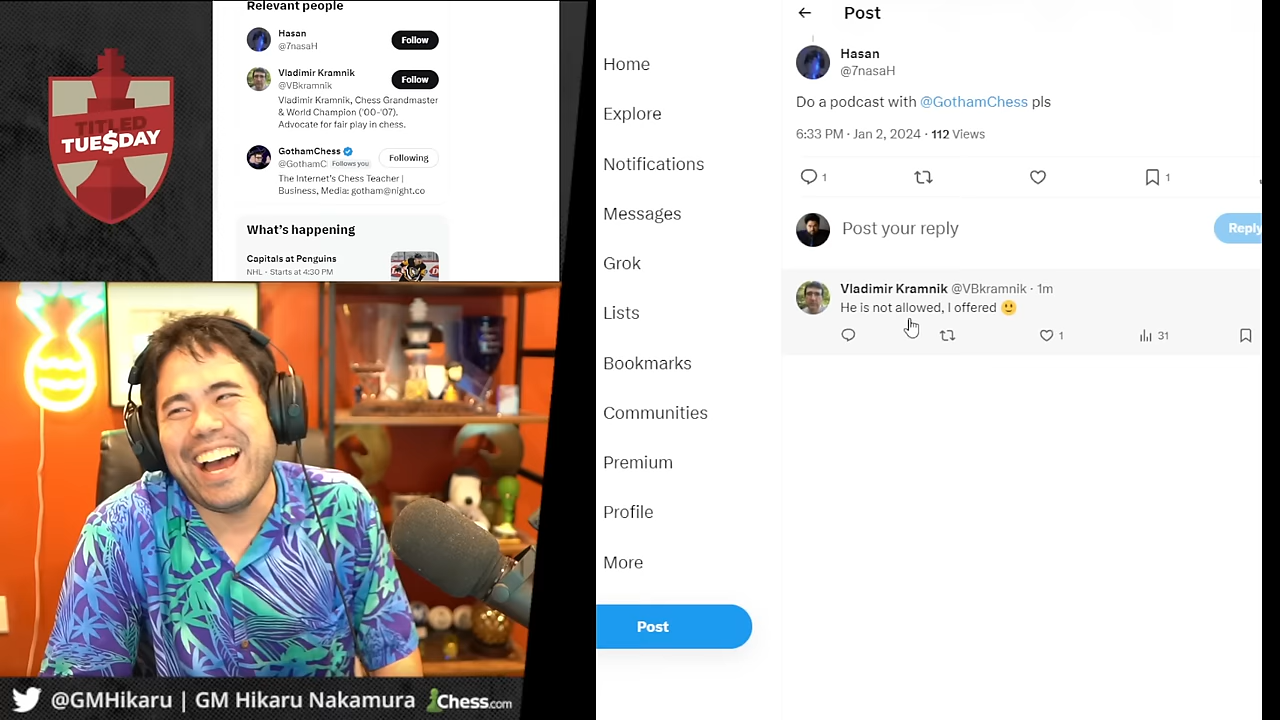 TITLED
TUE$DAY
Relevant people
Hasan
@7nasaH
Follow
Vladimir Kramnik
@VBkramnik
Follow
Vladimir Kramnik, Chess Grandmaster
& World Champion ('00-'07).
Advocate for fair play in chess.
GothamChess
@GothamC Follows you
Following
The Internet's Chess Teacher |
Business, Media: gotham@night.co
What's happening
Capitals at Penguins
NHL · Starts at 4:30 PM
@GMHikaru | GM Hikaru Nakamura
Chess.com
Home
Explore
Notifications
Messages
Grok
Lists
Bookmarks
Communities
Premium
Profile
More
Post
Post
Hasan
@7nasaH
Do a podcast with @GothamChess pls
6:33 PM · Jan 2, 2024 · 112 Views
1
1
Post your reply
Reply
Vladimir Kramnik @VBkramnik · 1m
He is not allowed, I offered 🙂
1
31